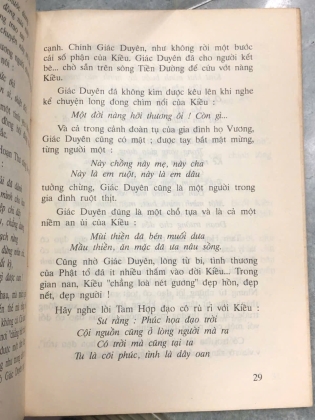 cạnh. Chính Giác Duyên, như không rời một bước
cái số phận của Kiều. Giác Duyên đã cho người kết
bè... chờ sẵn trên sông Tiền Đường để cứu vớt nàng
Kiều.
Giác Duyên đã không kìm được kêu lên khi nghe
kể chuyện long đong chìm nổi của Kiều :
Một đời nàng hỡi thương ôi ! Còn gì...
Và cả trong cảnh đoàn tụ của gia đình họ Vương,
Giác Duyên cũng có mặt ; được tay bắt mặt mừng,
từng người một :
Này chồng này mẹ, này cha
Này là em ruột, này là em dâu
tưởng chừng, Giác Duyên cũng là một người trong
gia đình ruột thịt.
Giác Duyên đúng là một chỗ tựa và là cả một
niềm an ủi của Kiều :
Mùi thiền đã bén muối dưa
Mầu thiền, ăn mặc đã ưa nâu sồng.
Cũng nhờ Giác Duyên, lòng từ bi, tình thương
của Phật tổ đã ít nhiều thấm vào đời Kiều... Trong
gian nan, Kiều "chẳng loà nét gương" đẹp hồn, đẹp
nết, đẹp người !
Hãy nghe lời Tam Hợp đạo cô rủ rỉ với Kiều :
Sư rằng : Phúc họa đạo trời
Cội nguồn cũng ở lòng người mà ra
Có trời mà cũng tại ta
Tu là cõi phúc, tình là dây oan
29